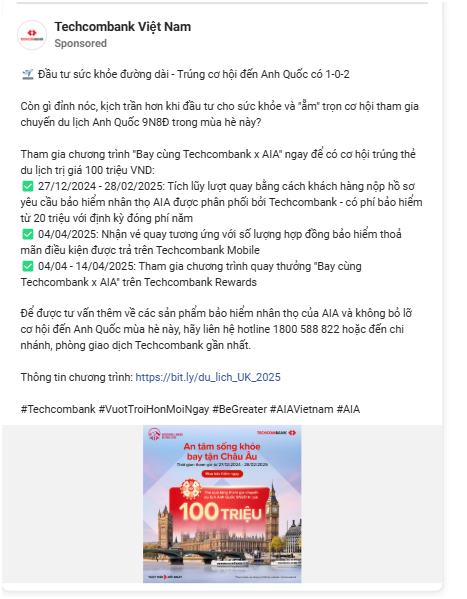 Techcombank Việt Nam
Sponsored
🛫 Đầu tư sức khỏe đường dài - Trúng cơ hội đến Anh Quốc có 1-0-2
Còn gì đỉnh nóc, kịch trần hơn khi đầu tư cho sức khỏe và "ẵm" trọn cơ hội tham gia
chuyến du lịch Anh Quốc 9N8Đ trong mùa hè này?
Tham gia chương trình "Bay cùng Techcombank x AIA" ngay để có cơ hội trúng thẻ
du lịch trị giá 100 triệu VND:
✅ 27/12/2024 - 28/02/2025: Tích lũy lượt quay bằng cách khách hàng nộp hồ sơ
yêu cầu bảo hiểm nhân thọ AIA được phân phối bởi Techcombank - có phí bảo hiểm
từ 20 triệu với định kỳ đóng phí năm
✅ 04/04/2025: Nhận vé quay tương ứng với số lượng hợp đồng bảo hiểm thoả
mãn điều kiện được trả trên Techcombank Mobile
✅ 04/04 - 14/04/2025: Tham gia chương trình quay thưởng "Bay cùng
Techcombank x AIA" trên Techcombank Rewards
Để được tư vấn thêm về các sản phẩm bảo hiểm nhân thọ của AIA và không bỏ lỡ
cơ hội đến Anh Quốc mùa hè này, hãy liên hệ hotline 1800 588 822 hoặc đến chi
nhánh, phòng giao dịch Techcombank gần nhất.
Thông tin chương trình: https://bit.ly/du_lich_UK_2025
#Techcombank #VuotTroiHonMoiNgay #BeGreater #AIAVietnam #AIA
TECHCOMBANK
An tâm sống khỏe
bay tận Châu Âu
Thời gian tham gia từ 27/12/2024 - 28/02/2025
100 TRIỆU